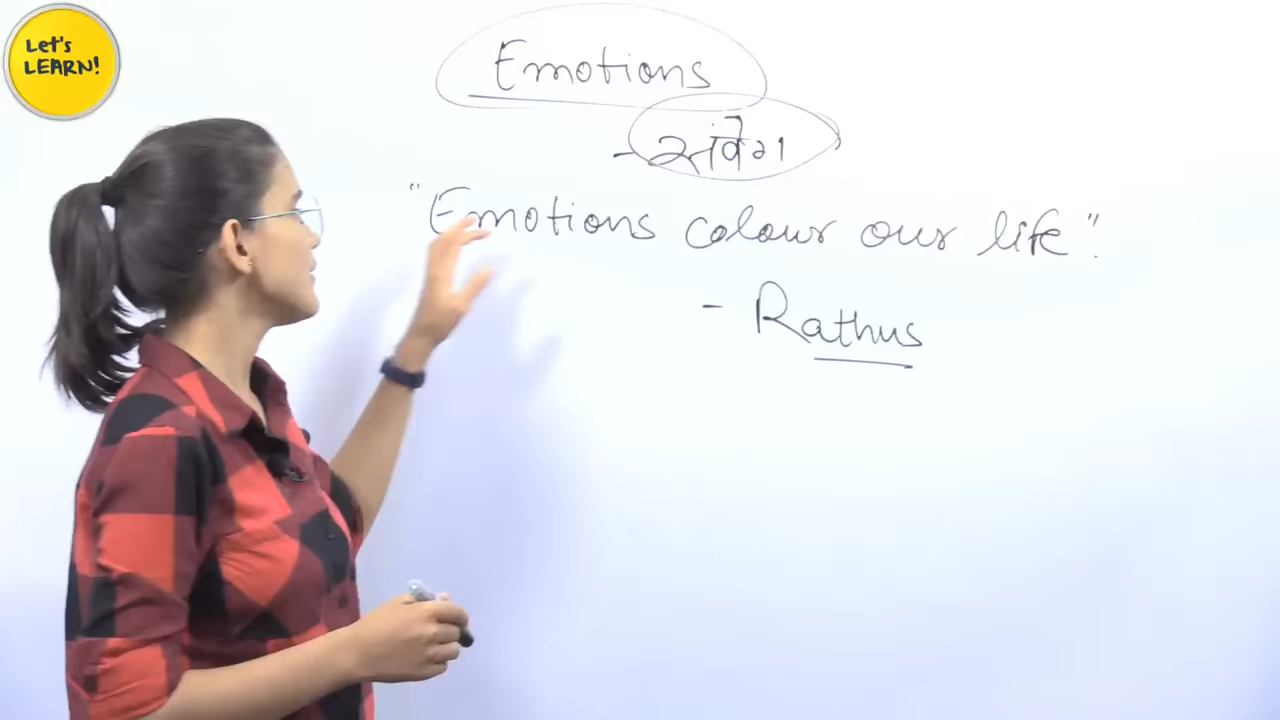 Let's
LEARN!
Emotions
- संवेग
"Emotions colour our life".
- Rathus